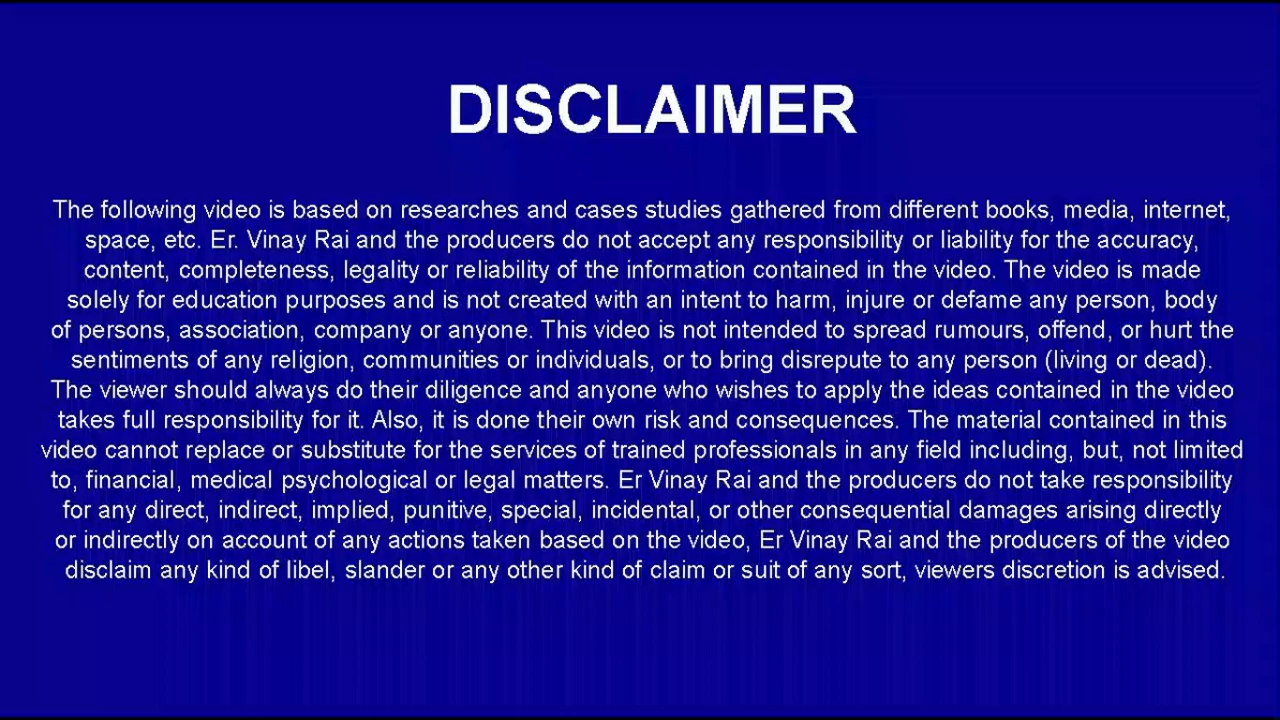 DISCLAIMER
The following video is based on researches and cases studies gathered from different books, media, internet,
space, etc. Er. Vinay Rai and the producers do not accept any responsibility or liability for the accuracy,
content, completeness, legality or reliability of the information contained in the video. The video is made
solely for education purposes and is not created with an intent to harm, injure or defame any person, body
of persons, association, company or anyone. This video is not intended to spread rumours, offend, or hurt the
sentiments of any religion, communities or individuals, or to bring disrepute to any person (living or dead).
The viewer should always do their diligence and anyone who wishes to apply the ideas contained in the video
takes full responsibility for it. Also, it is done their own risk and consequences. The material contained in this
video cannot replace or substitute for the services of trained professionals in any field including, but, not limited
to, financial, medical psychological or legal matters. Er Vinay Rai and the producers do not take responsibility
for any direct, indirect, implied, punitive, special, incidental, or other consequential damages arising directly
or indirectly on account of any actions taken based on the video, Er Vinay Rai and the producers of the video
disclaim any kind of libel, slander or any other kind of claim or suit of any sort, viewers discretion is advised.